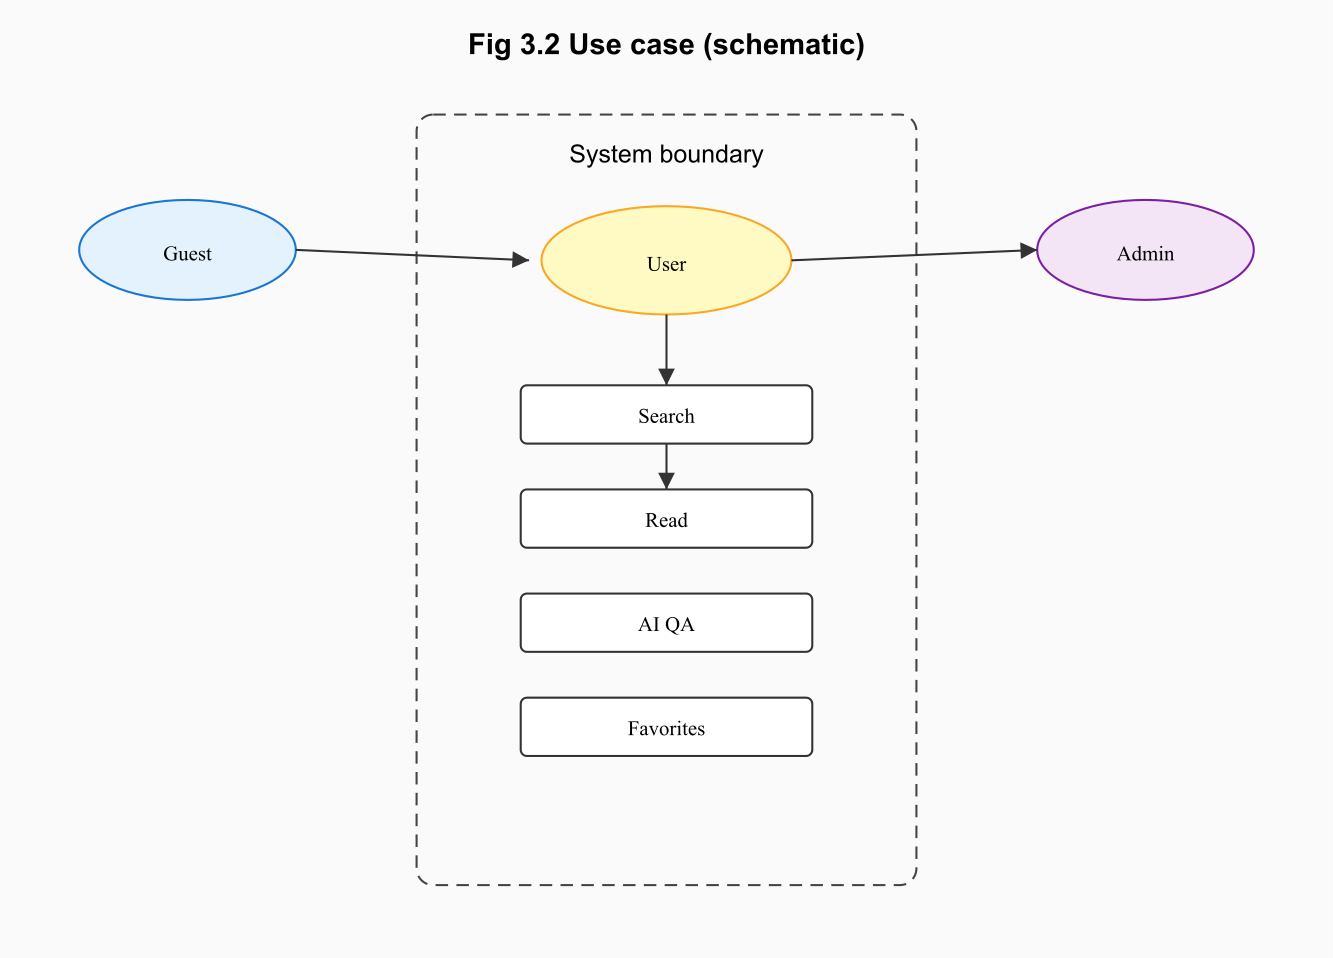 Fig 3.2 Use case (schematic)
System boundary
Guest
User
Admin
Search
Read
AI QA
Favorites